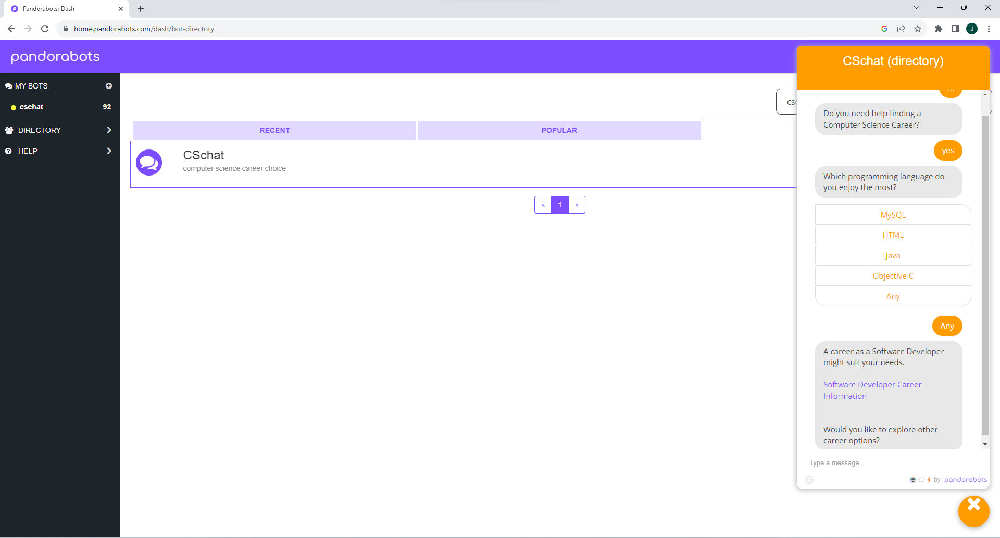 Pandorabots: Dash
home.pandorabots.com/dash/bot-directory
J
pandorabots
MY BOTS
cschat 92
DIRECTORY
HELP
RECENT
POPULAR
CSchat
computer science career choice
« 1 »
CSchat (directory)
...
Do you need help finding a
Computer Science Career?
yes
Which programming language do
you enjoy the most?
MySQL
HTML
Java
Objective C
Any
Any
A career as a Software Developer
might suit your needs.
Software Developer Career
Information
Would you like to explore other
career options?
Type a message...
by pandorabots